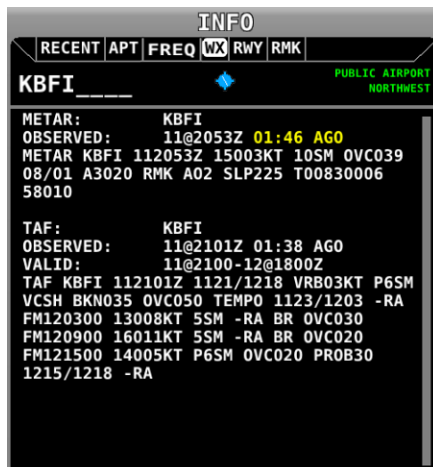 INFO
RECENT APT FREQ WX RWY RMK
KBFI____
PUBLIC AIRPORT
NORTHWEST
METAR: KBFI
OBSERVED: 11@2053Z 01:46 AGO
METAR KBFI 112053Z 15003KT 10SM OVC039
08/01 A3020 RMK AO2 SLP225 T00830006
58010
TAF: KBFI
OBSERVED: 11@2101Z 01:38 AGO
VALID: 11@2100-12@1800Z
TAF KBFI 112101Z 1121/1218 VRB03KT P6SM
VCSH BKN035 OVC050 TEMPO 1123/1203 -RA
FM120300 13008KT 5SM -RA BR OVC030
FM120900 16011KT 5SM -RA BR OVC020
FM121500 14005KT P6SM OVC020 PROB30
1215/1218 -RA